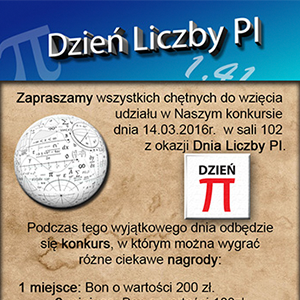 Dzień Liczby PI
π
1,41
Zapraszamy wszystkich chętnych do wzięcia
udziału w Naszym konkursie
dnia 14.03.2016r. w sali 102
z okazji Dnia Liczby PI.
DZIEŃ
π
Podczas tego wyjątkowego dnia odbędzie
się konkurs, w którym można wygrać
różne ciekawe nagrody:
1 miejsce: Bon o wartości 200 zł.